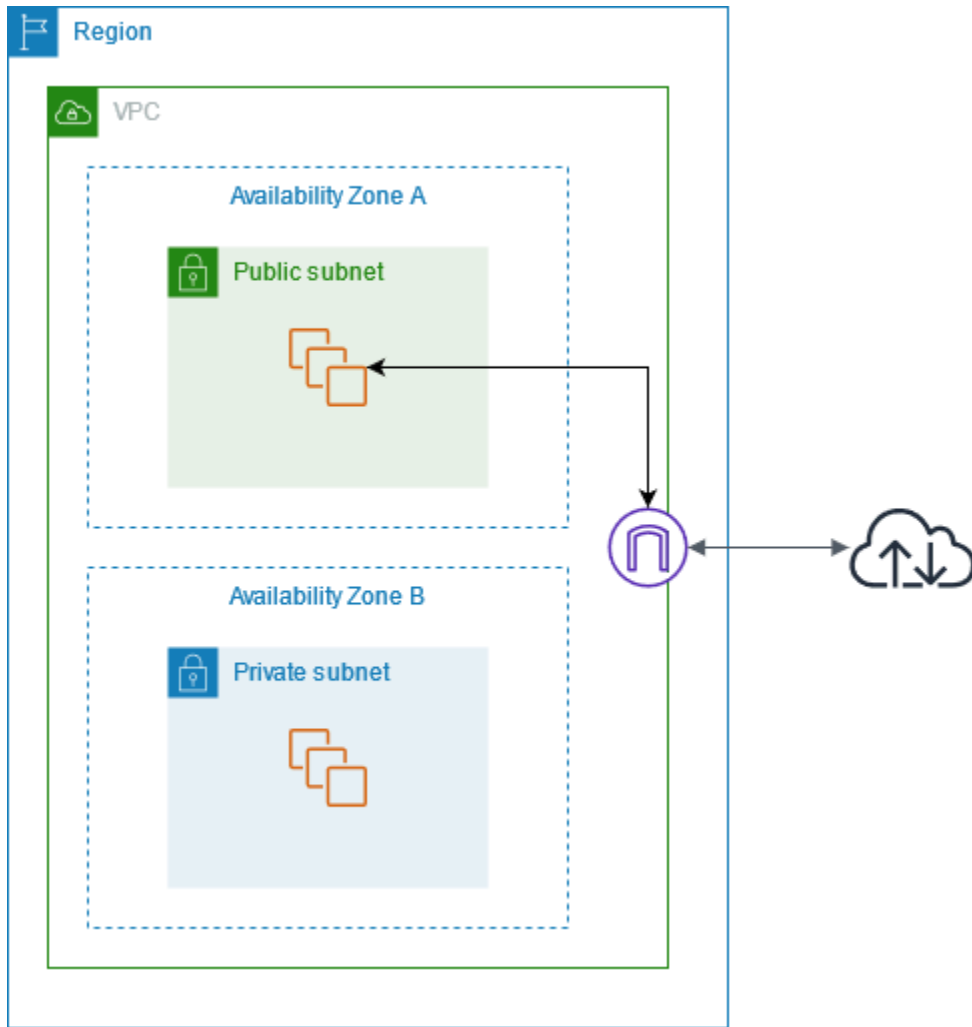 Region
VPC
Availability Zone A
Public subnet
Availability Zone B
Private subnet